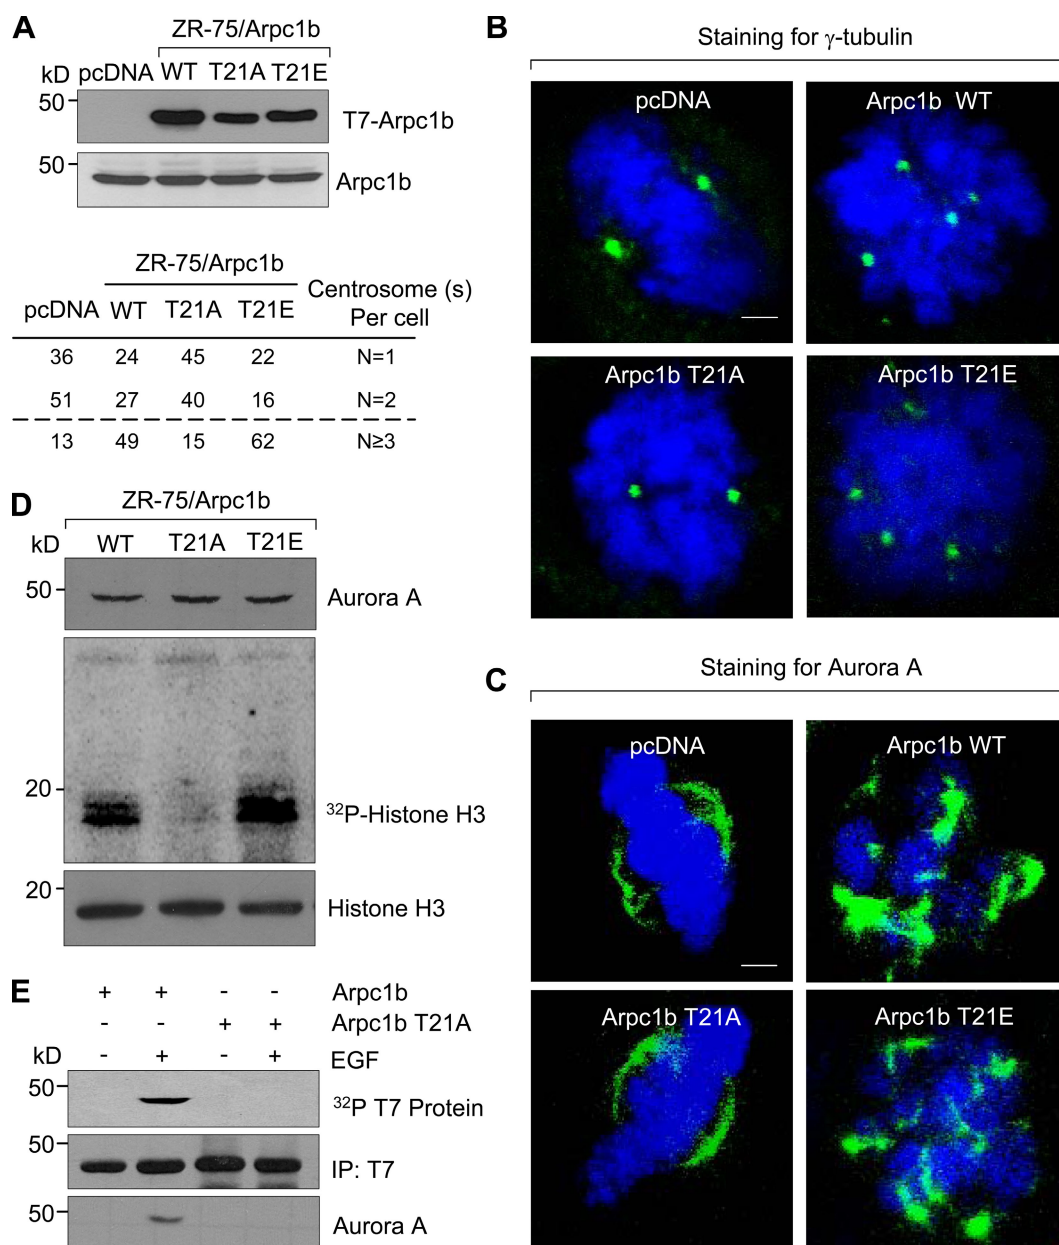 A
ZR-75/Arpc1b
kD pcDNA WT T21A T21E
50
T7-Arpc1b
50
Arpc1b
ZR-75/Arpc1b
Centrosome (s)
Per cell
pcDNA WT T21A T21E
36 24 45 22 N=1
51 27 40 16 N=2
13 49 15 62 N≥3
B
Staining for γ-tubulin
pcDNA
Arpc1b WT
Arpc1b T21A
Arpc1b T21E
C
Staining for Aurora A
pcDNA
Arpc1b WT
Arpc1b T21A
Arpc1b T21E
D
ZR-75/Arpc1b
kD WT T21A T21E
50
Aurora A
20
³²P-Histone H3
20
Histone H3
E
+ + - - Arpc1b
- - + + Arpc1b T21A
kD - + - + EGF
50
³²P T7 Protein
50
IP: T7
50
Aurora A